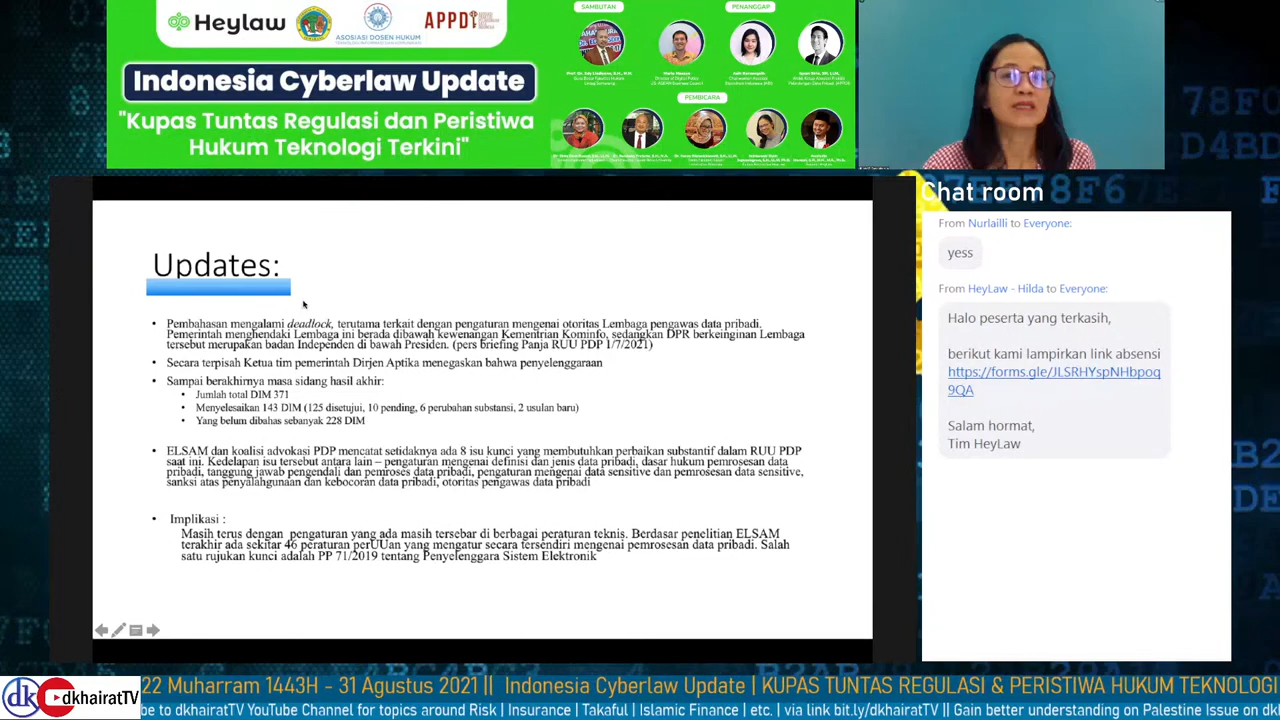 Heylaw
ASOSIASI DOSEN HUKUM
APPDI
Indonesia Cyberlaw Update
"Kupas Tuntas Regulasi dan Peristiwa
Hukum Teknologi Terkini"
SAMBUTAN
PENANGGAP
PEMBICARA
Updates:
• Pembahasan mengalami deadlock, terutama terkait dengan pengaturan mengenai otoritas Lembaga pengawas data pribadi.
Pemerintah menghendaki Lembaga ini berada dibawah kewenangan Kementrian Kominfo, sedangkan DPR berkeinginan Lembaga
tersebut merupakan badan Independen di bawah Presiden. (pers briefing Panja RUU PDP 1/7/2021)
• Secara terpisah Ketua tim pemerintah Dirjen Aptika menegaskan bahwa penyelenggaraan
• Sampai berakhirnya masa sidang hasil akhir:
• Jumlah total DIM 371
• Menyelesaikan 143 DIM (125 disetujui, 10 pending, 6 perubahan substansi, 2 usulan baru)
• Yang belum dibahas sebanyak 228 DIM
• ELSAM dan koalisi advokasi PDP mencatat setidaknya ada 8 isu kunci yang membutuhkan perbaikan substantif dalam RUU PDP
saat ini. Kedelapan isu tersebut antara lain – pengaturan mengenai definisi dan jenis data pribadi, dasar hukum pemrosesan data
pribadi, tanggung jawab pengendali dan pemroses data pribadi, pengaturan mengenai data sensitive dan pemrosesan data sensitive,
sanksi atas penyalahgunaan dan kebocoran data pribadi, otoritas pengawas data pribadi
• Implikasi :
Masih terus dengan pengaturan yang ada masih tersebar di berbagai peraturan teknis. Berdasar penelitian ELSAM
terakhir ada sekitar 46 peraturan perUUan yang mengatur secara tersendiri mengenai pemrosesan data pribadi. Salah
satu rujukan kunci adalah PP 71/2019 tentang Penyelenggara Sistem Elektronik
Chat room
From Nurlailli to Everyone:
yess
From HeyLaw - Hilda to Everyone:
Halo peserta yang terkasih,
berikut kami lampirkan link absensi
https://forms.gle/JLSRHYspNHbpoq
9QA
Salam hormat,
Tim HeyLaw
dk dkhairatTV
22 Muharram 1443H - 31 Agustus 2021 || Indonesia Cyberlaw Update | KUPAS TUNTAS REGULASI & PERISTIWA HUKUM TEKNOLOGI
be to dkhairatTV YouTube Channel for topics around Risk | Insurance | Takaful | Islamic Finance | etc. | via link bit.ly/dkhairatTV || Gain better understanding on Palestine Issue on dk